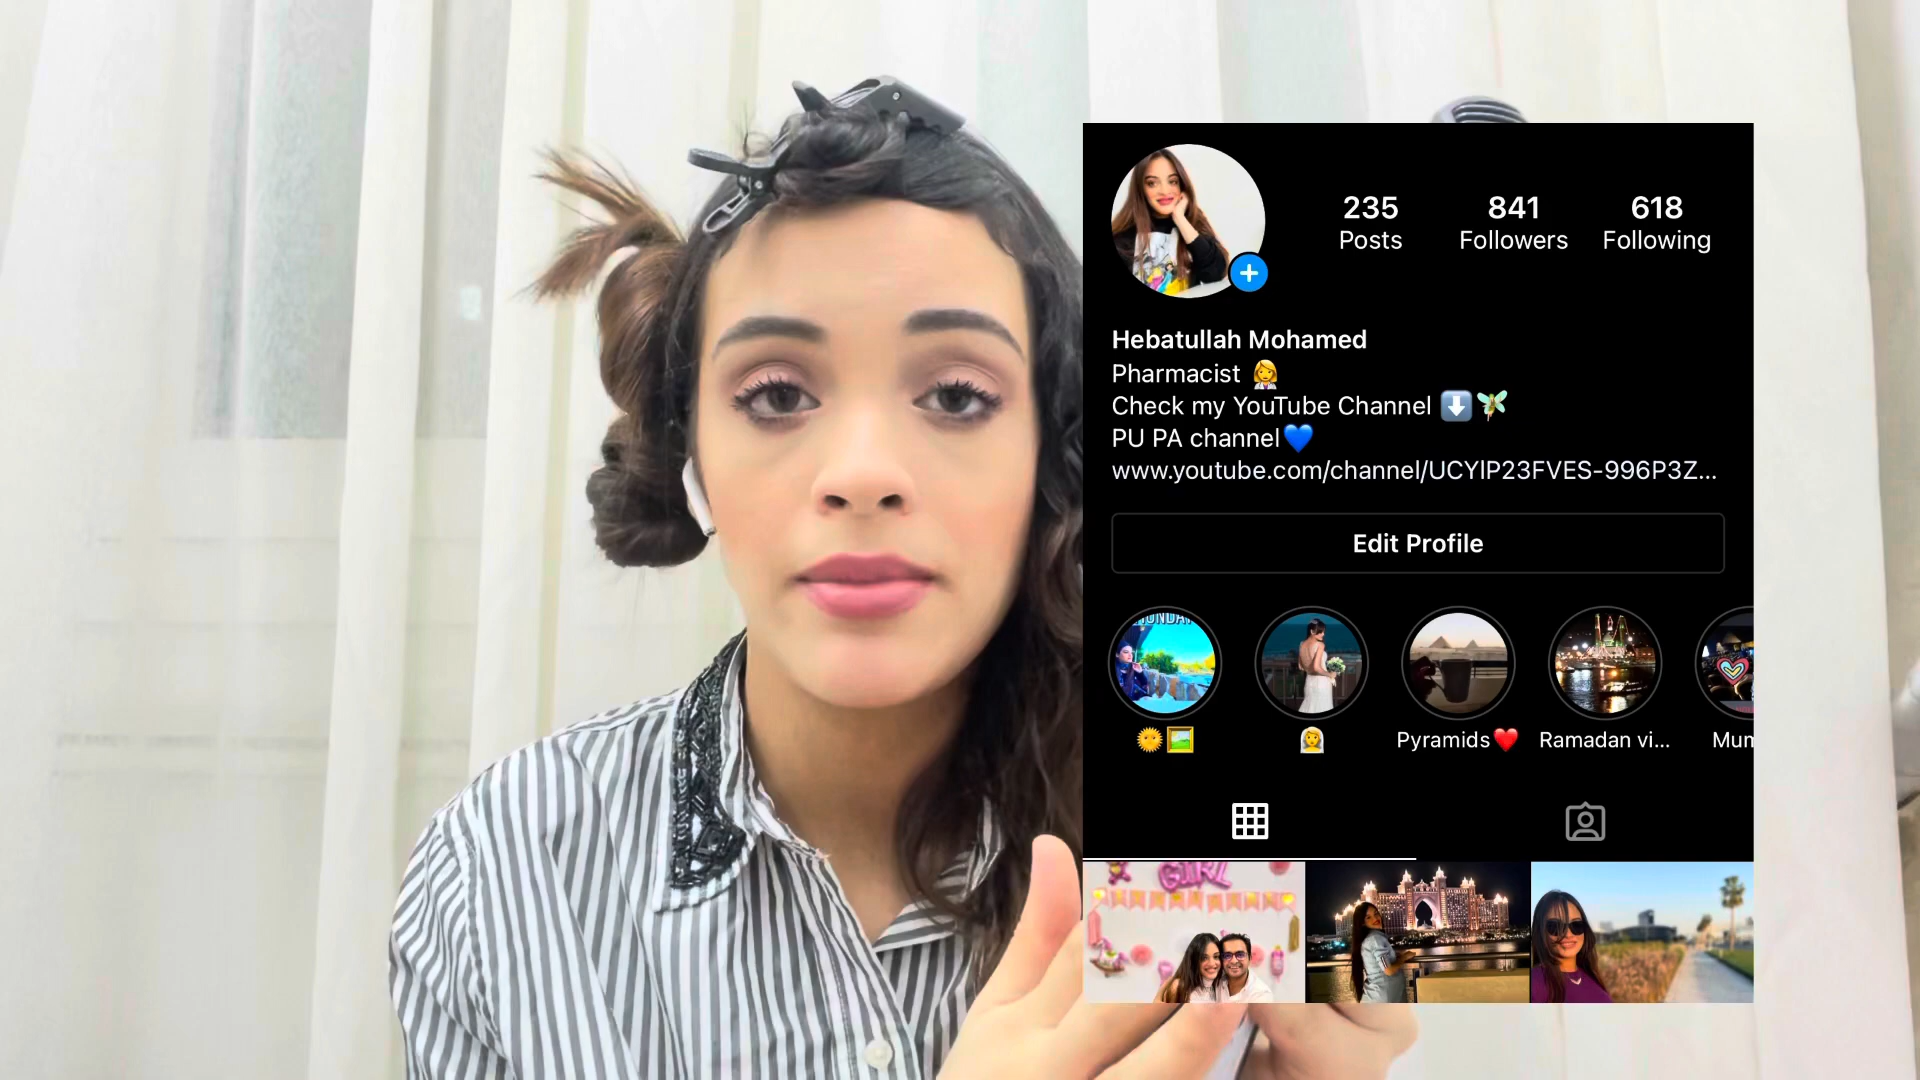 235
Posts
841
Followers
618
Following
Hebatullah Mohamed
Pharmacist 👩‍⚕️
Check my YouTube Channel ⬇️🧚
PU PA channel💙
www.youtube.com/channel/UCYIP23FVES-996P3Z...
Edit Profile
Pyramids❤️
Ramadan vi...
GIRL